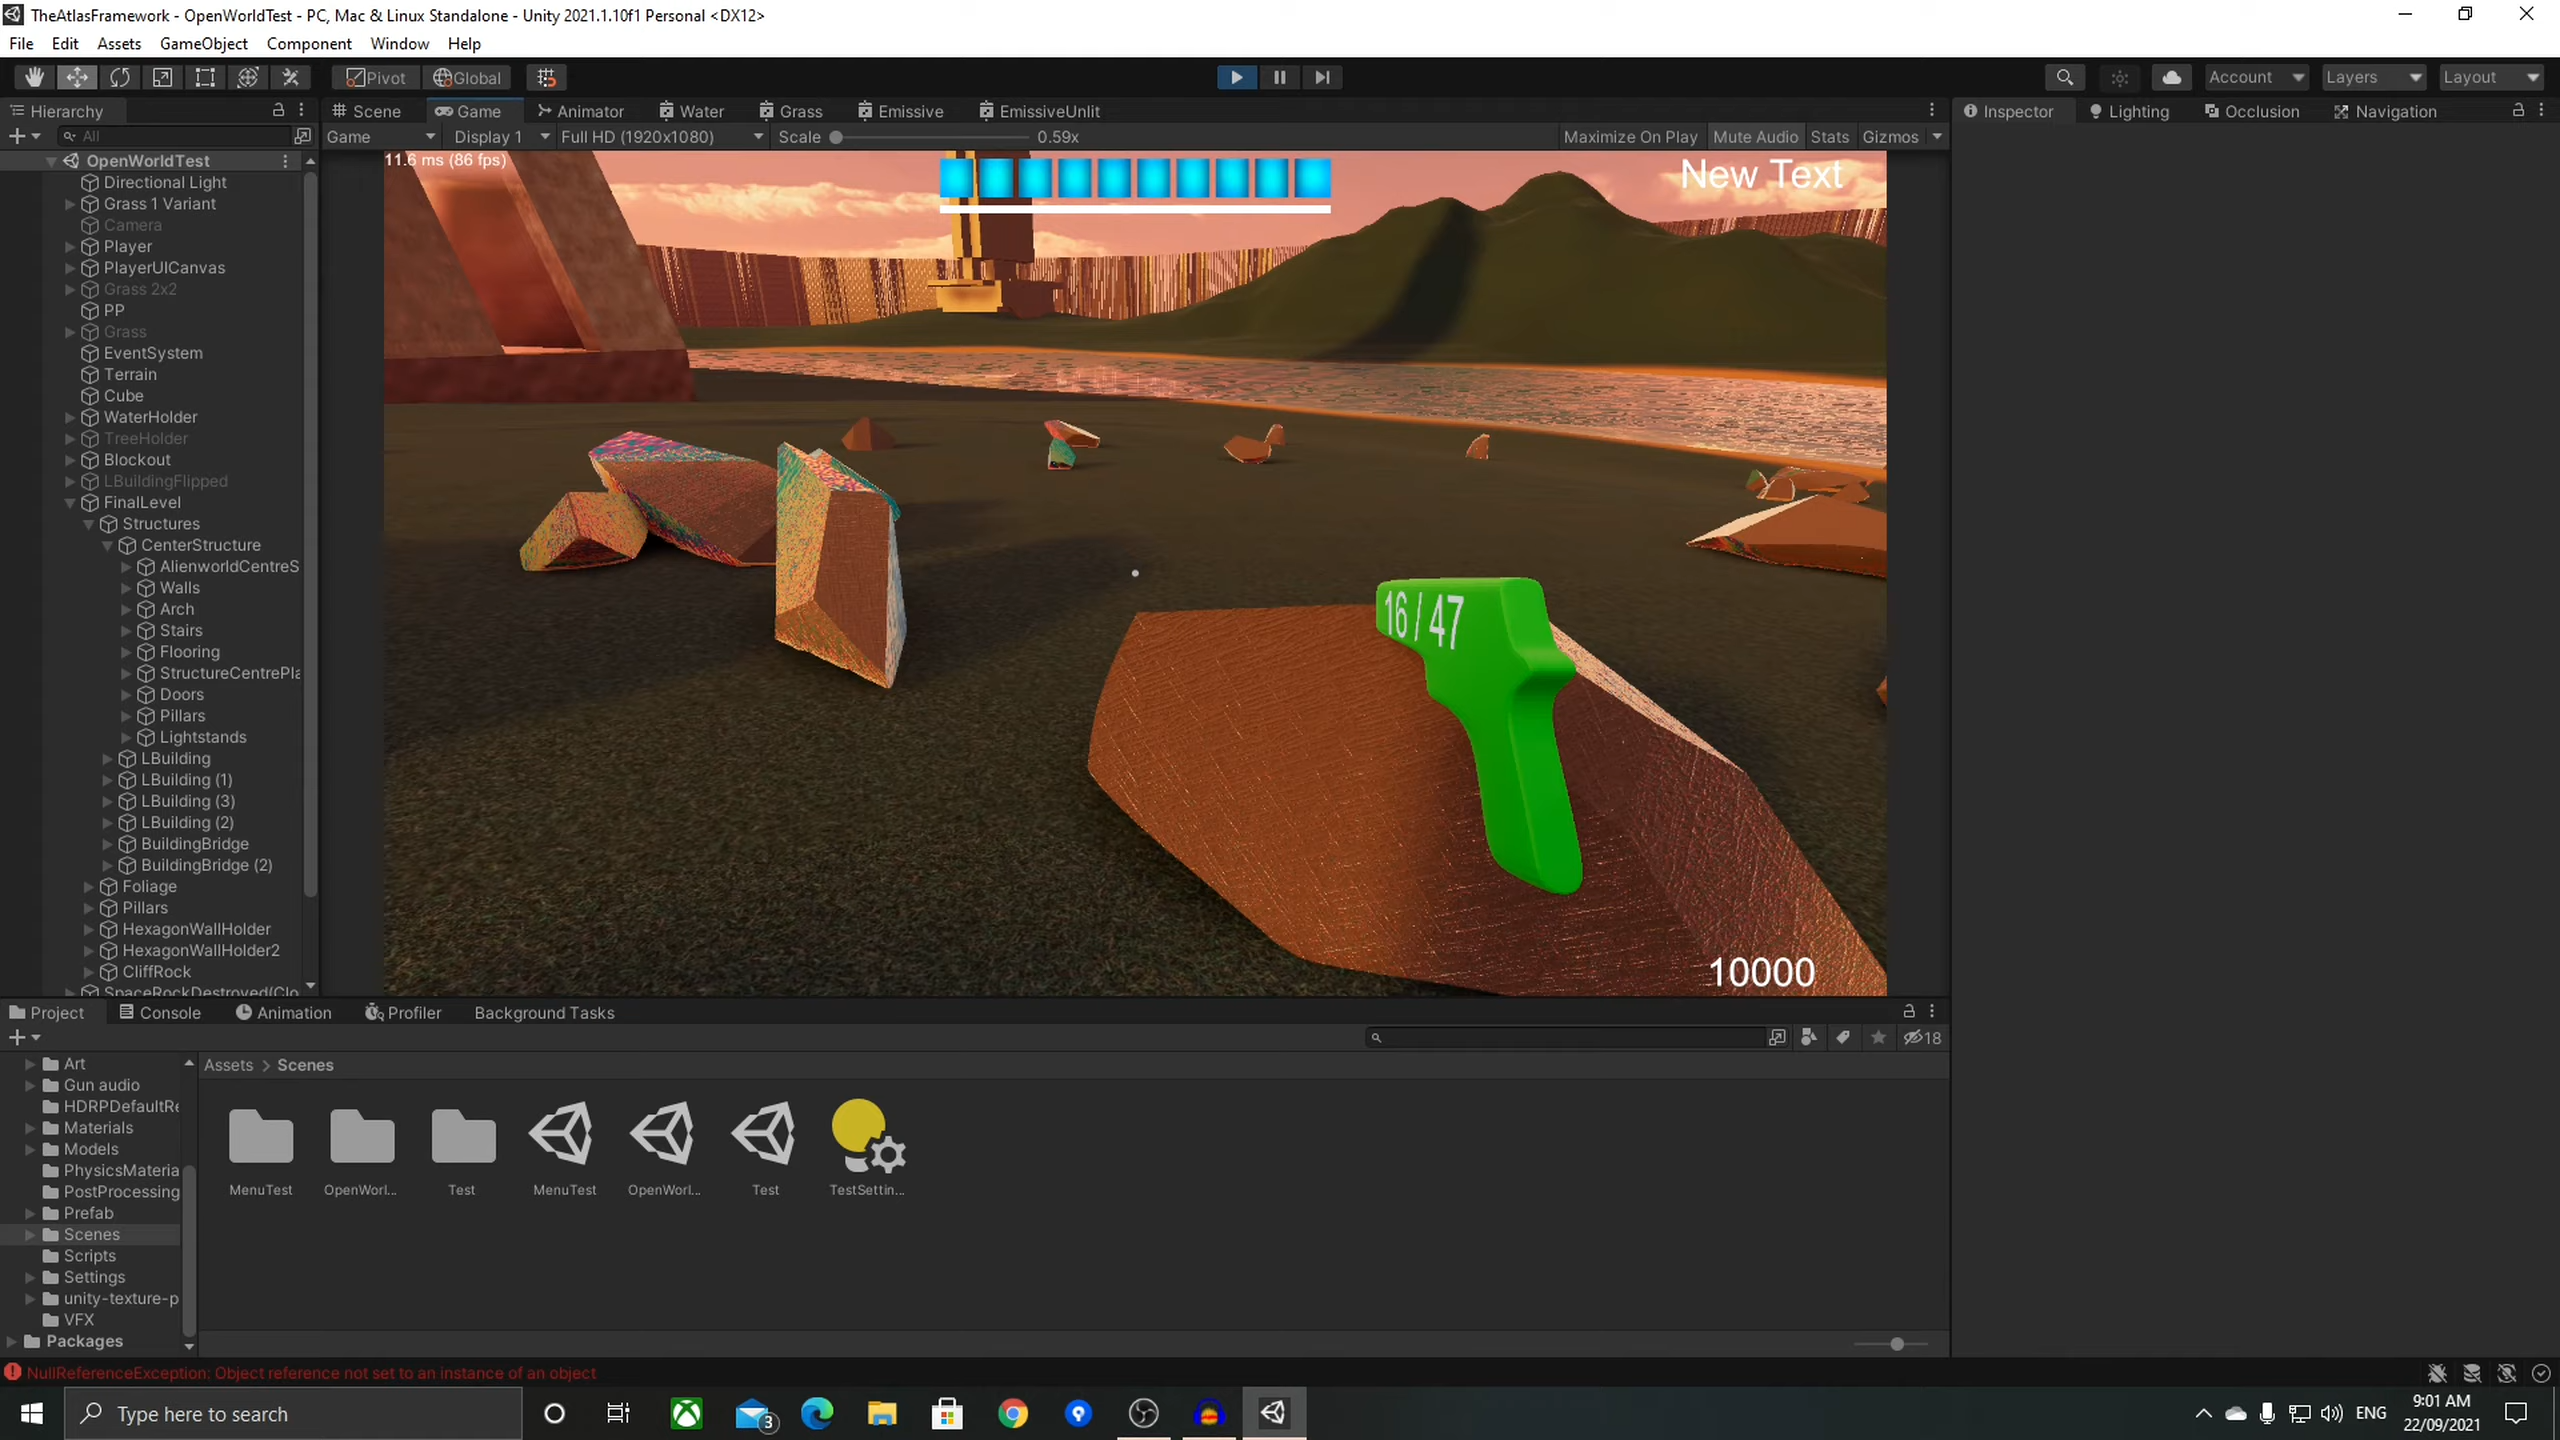 TheAtlasFramework - OpenWorldTest - PC, Mac & Linux Standalone - Unity 2021.1.10f1 Personal <DX12>
File Edit Assets GameObject Component Window Help
Pivot Global Account Layers Layout
Hierarchy Scene Game Animator Water Grass Emissive EmissiveUnlit Inspector Lighting Occlusion Navigation
All Game Display 1 Full HD (1920x1080) Scale 0.59x Maximize On Play Mute Audio Stats Gizmos
OpenWorldTest
Directional Light
Grass 1 Variant
Camera
Player
PlayerUICanvas
Grass 2x2
PP
Grass
EventSystem
Terrain
Cube
WaterHolder
TreeHolder
Blockout
LBuildingFlipped
FinalLevel
Structures
CenterStructure
AlienworldCentreS
Walls
Arch
Stairs
Flooring
StructureCentrePla
Doors
Pillars
Lightstands
LBuilding
LBuilding (1)
LBuilding (3)
LBuilding (2)
BuildingBridge
BuildingBridge (2)
Foliage
Pillars
HexagonWallHolder
HexagonWallHolder2
CliffRock
SpaceRockDestroyed(Clo
11.6 ms (86 fps)
New Text
16 / 47
10000
Project Console Animation Profiler Background Tasks
18
Art
Gun audio
HDRPDefaultRe
Materials
Models
PhysicsMateria
PostProcessing
Prefab
Scenes
Scripts
Settings
unity-texture-p
VFX
Packages
Assets > Scenes
MenuTest OpenWorl... Test MenuTest OpenWorl... Test TestSettin...
NullReferenceException: Object reference not set to an instance of an object
Type here to search
3
ENG
9:01 AM
22/09/2021